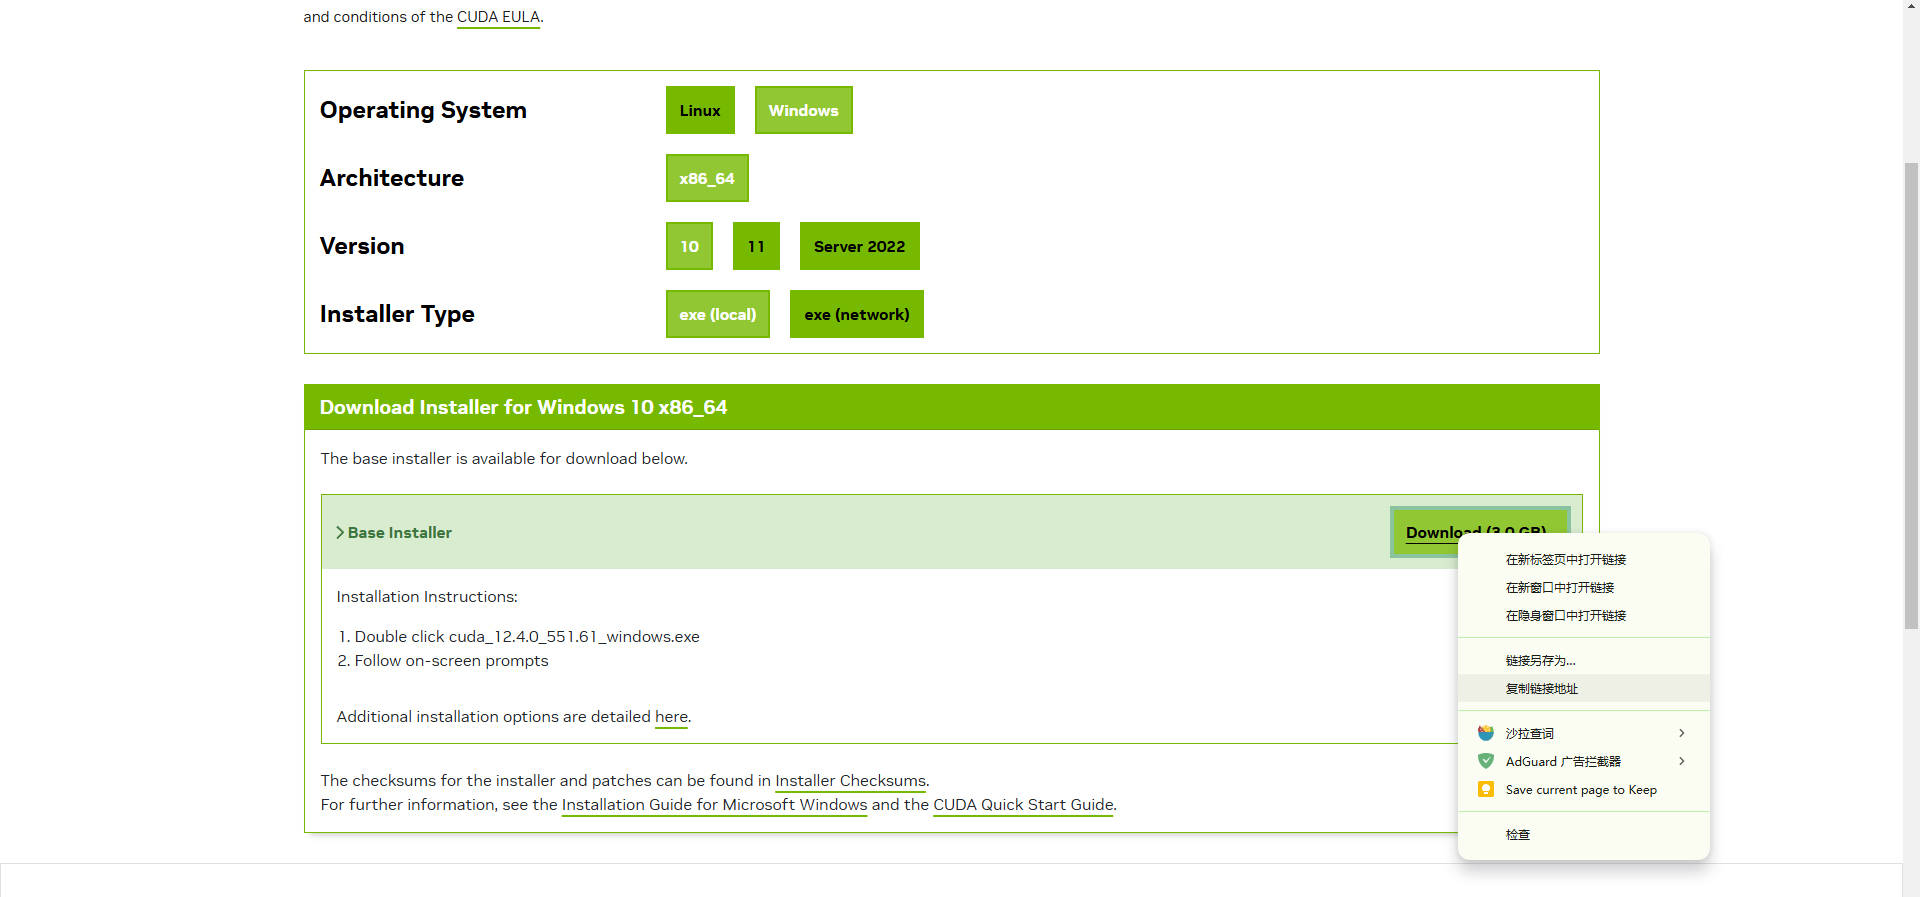 and conditions of the CUDA EULA.
Operating System
Linux
Windows
Architecture
x86_64
Version
10
11
Server 2022
Installer Type
exe (local)
exe (network)
Download Installer for Windows 10 x86_64
The base installer is available for download below.
Base Installer
Download (3.0 GB)
Installation Instructions:
1. Double click cuda_12.4.0_551.61_windows.exe
2. Follow on-screen prompts
Additional installation options are detailed here.
The checksums for the installer and patches can be found in Installer Checksums.
For further information, see the Installation Guide for Microsoft Windows and the CUDA Quick Start Guide.
在新标签页中打开链接
在新窗口中打开链接
在隐身窗口中打开链接
链接另存为...
复制链接地址
沙拉查词
AdGuard 广告拦截器
Save current page to Keep
检查